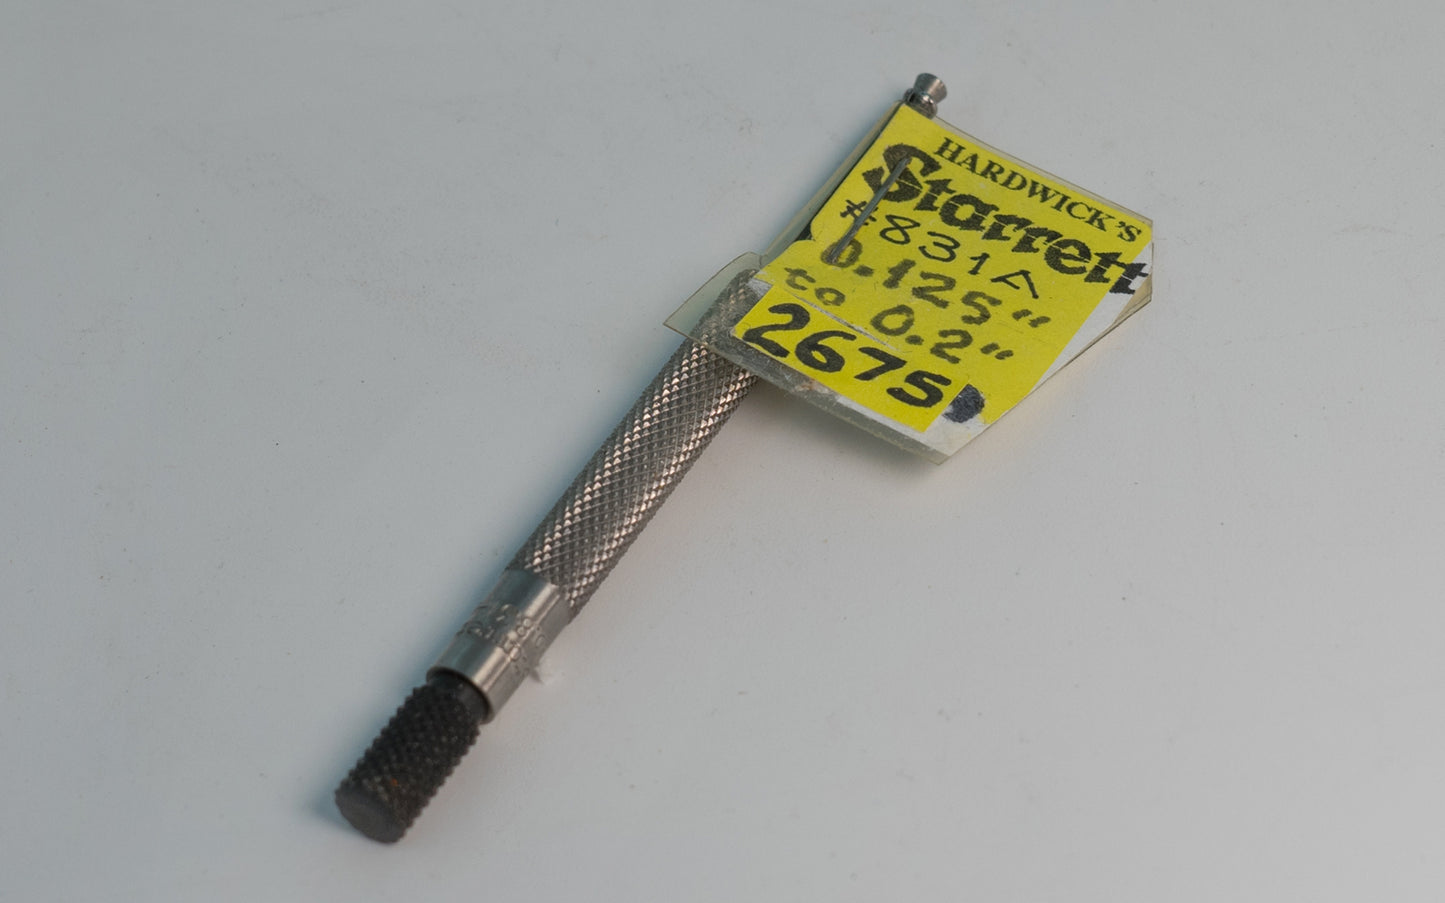 HARDWICK'S
Starrett
#831A
0.125"
to 0.2"
2675